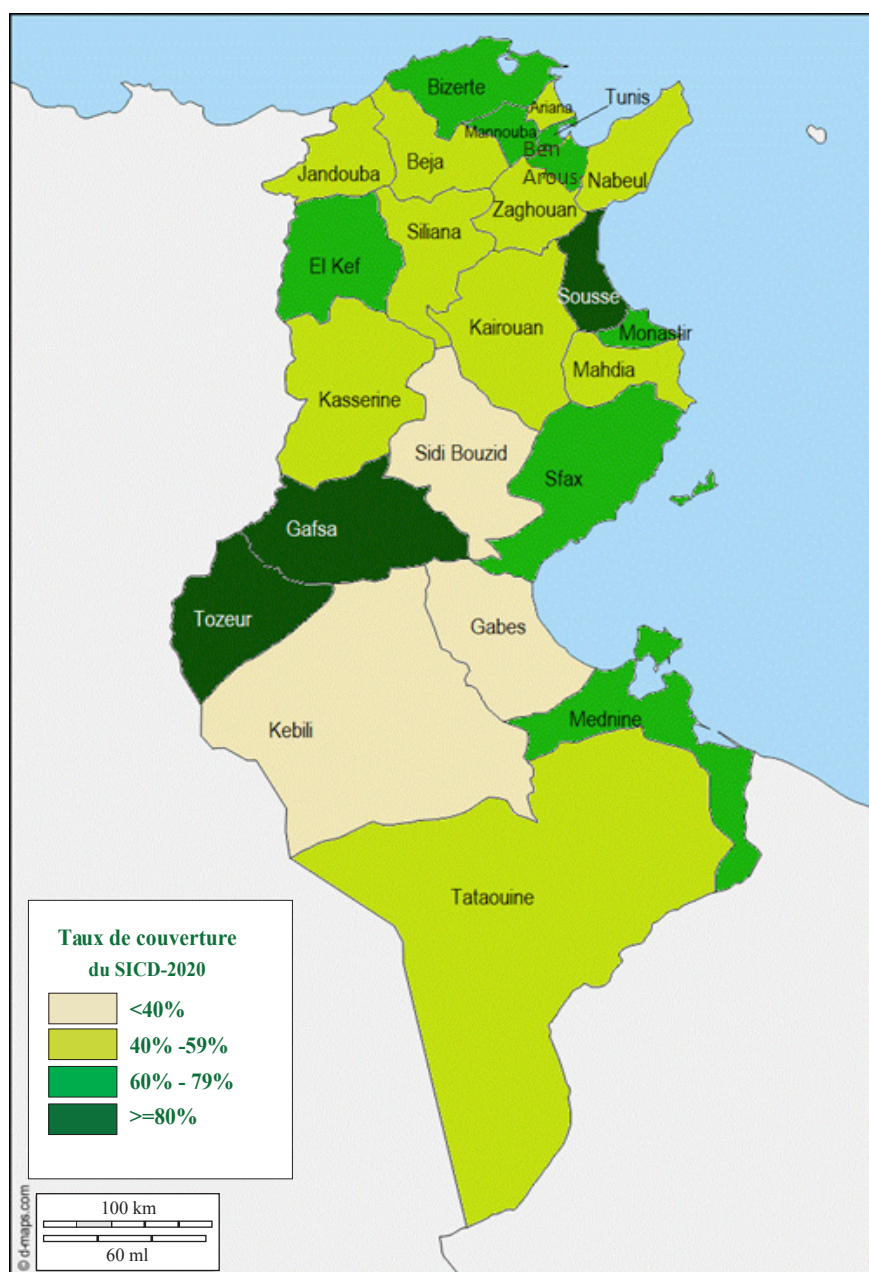 Bizerte
Tunis
Ariana
Mannouba
Ben
Arous
Beja
Jandouba
Nabeul
Zaghouan
Siliana
El Kef
Sousse
Kairouan
Monastir
Mahdia
Kasserine
Sidi Bouzid
Sfax
Gafsa
Tozeur
Gabes
Mednine
Kebili
Tataouine
Taux de couverture
du SICD-2020
<40%
40% -59%
60% - 79%
>=80%
100 km
60 ml
© d-maps.com